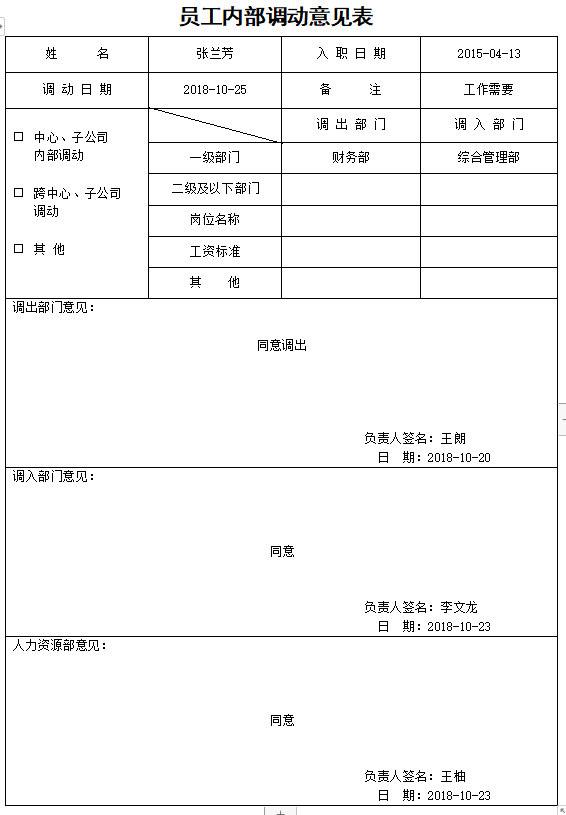 员工内部调动意见表
姓 名 张兰芳 入 职 日 期 2015-04-13
调 动 日 期 2018-10-25 备 注 工作需要
调 出 部 门 调 入 部 门
□ 中心、子公司
内部调动
一级部门 财务部 综合管理部
□ 跨中心、子公司
调动
二级及以下部门
岗位名称
□ 其 他
工资标准
其 他
调出部门意见：
同意调出
负责人签名：王朗
日 期：2018-10-20
调入部门意见：
同意
负责人签名：李文龙
日 期：2018-10-23
人力资源部意见：
同意
负责人签名：王柚
日 期：2018-10-23